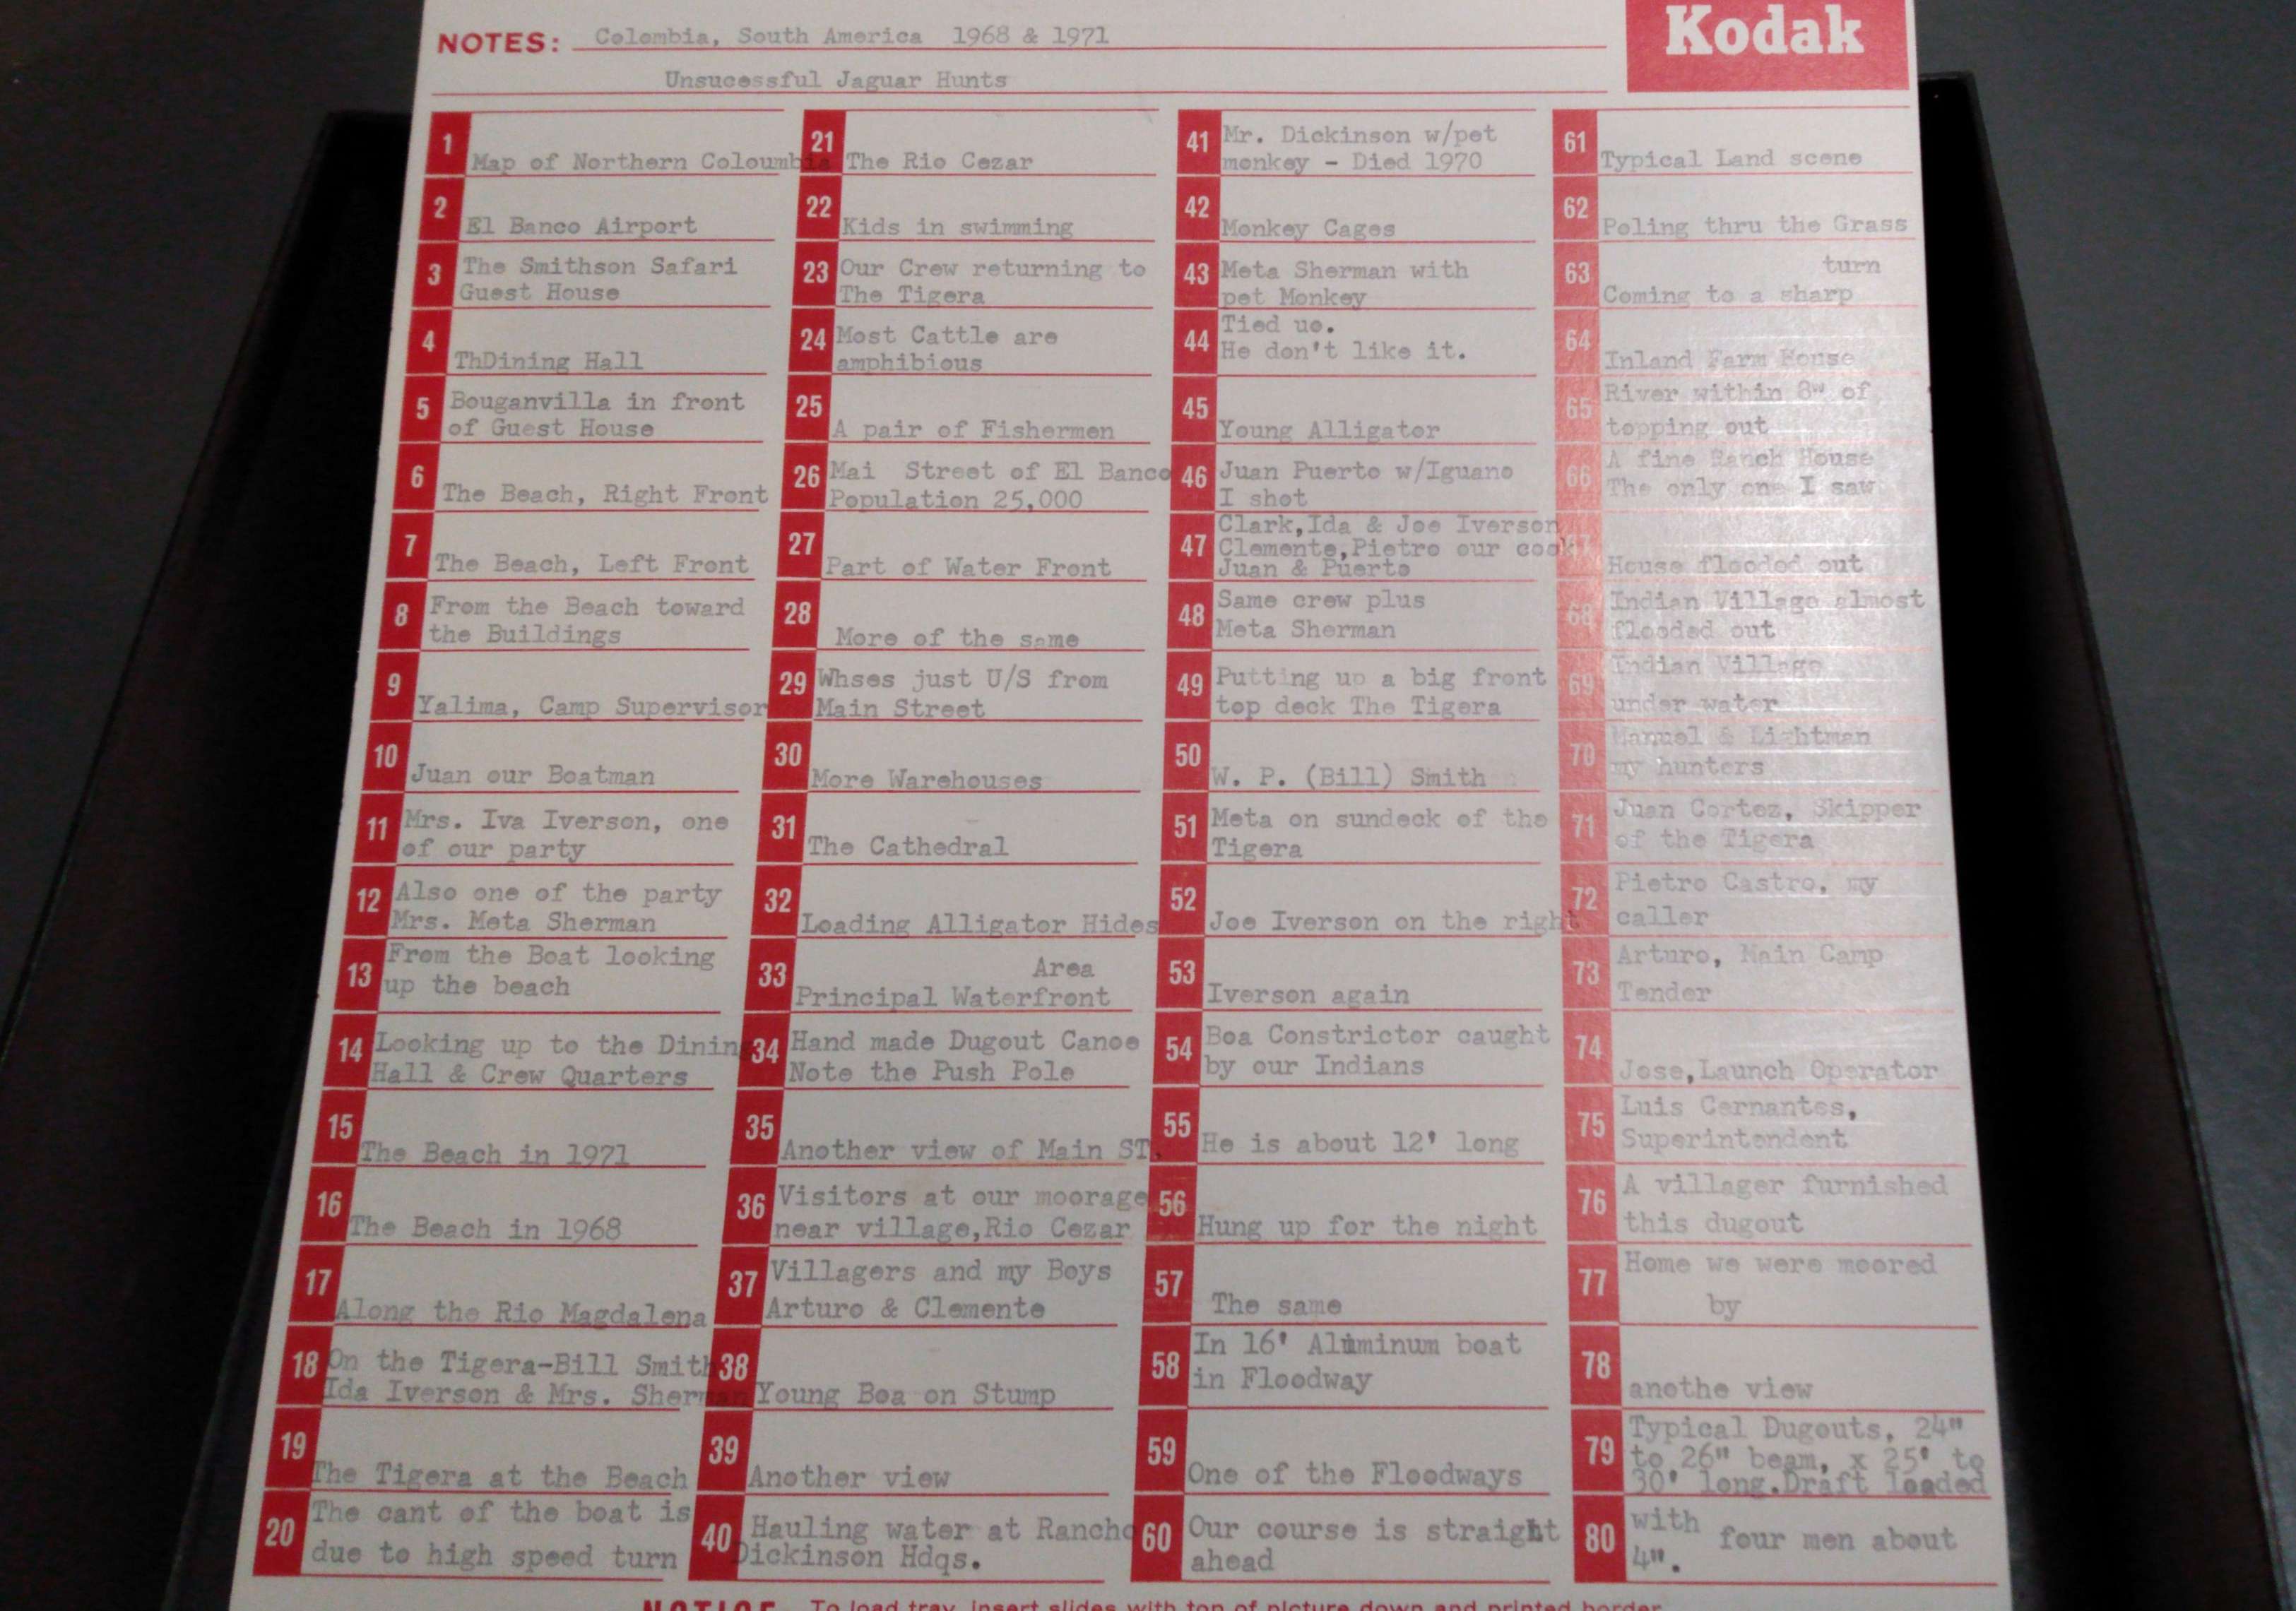 Kodak
NOTES: Colombia, South America 1968 & 1971
Unsucessful Jaguar Hunts
1
Map of Northern Coloumbia
2
El Banco Airport
3
The Smithson Safari
Guest House
4
ThDining Hall
5
Bouganvilla in front
of Guest House
6
The Beach, Right Front
7
The Beach, Left Front
8
From the Beach toward
the Buildings
9
Yalima, Camp Supervisor
10
Juan our Boatman
11
Mrs. Iva Iverson, one
of our party
12
Also one of the party
Mrs. Meta Sherman
13
From the Boat looking
up the beach
14
Looking up to the Dining
Hall & Crew Quarters
15
The Beach in 1971
16
The Beach in 1968
17
Along the Rio Magdalena
18
On the Tigera-Bill Smith
Ida Iverson & Mrs. Sherman
19
The Tigera at the Beach
20
The cant of the boat is
due to high speed turn
21
The Rio Cezar
22
Kids in swimming
23
Our Crew returning to
The Tigera
24
Most Cattle are
amphibious
25
A pair of Fishermen
26
Mai Street of El Banco
Population 25,000
27
Part of Water Front
28
More of the same
29
Whses just U/S from
Main Street
30
More Warehouses
31
The Cathedral
32
Loading Alligator Hides
33
Area
Principal Waterfront
34
Hand made Dugout Canoe
Note the Push Pole
35
Another view of Main ST.
36
Visitors at our moorage
near village,Rio Cezar
37
Villagers and my Boys
Arturo & Clemente
38
Young Boa on Stump
39
Another view
40
Hauling water at Rancho
Dickinson Hdqs.
41
Mr. Dickinson w/pet
monkey - Died 1970
42
Monkey Cages
43
Meta Sherman with
pet Monkey
44
Tied up.
He don't like it.
45
Young Alligator
46
Juan Puerto w/Iguano
I shot
47
Clark,Ida & Joe Iverson
Clemente,Pietro our cook
Juan & Puerto
48
Same crew plus
Meta Sherman
49
Putting up a big front
top deck The Tigera
50
W. P. (Bill) Smith
51
Meta on sundeck of the
Tigera
52
Joe Iverson on the right
53
Iverson again
54
Boa Constrictor caught
by our Indians
55
He is about 12' long
56
Hung up for the night
57
The same
58
In 16' Aluminum boat
in Floodway
59
One of the Floodways
60
Our course is straight
ahead
61
Typical Land scene
62
Poling thru the Grass
63
turn
Coming to a sharp
64
Inland Farm House
65
River within 8" of
topping out
66
A fine Ranch House
The only one I saw
67
House flooded out
68
Indian Village almost
flooded out
69
Indian Village
under water
70
Manuel & Lightman
my hunters
71
Juan Cortez, Skipper
of the Tigera
72
Pietro Castro, my
caller
73
Arturo, Main Camp
Tender
74
Jose,Launch Operator
75
Luis Cernantes,
Superintendent
76
A villager furnished
this dugout
77
Home we were moored
by
78
anothe view
79
Typical Dugouts, 24"
to 26" beam, x 25' to
30' long.Draft loaded
80
with four men about
4".
NOTICE To load tray, insert slides with top of picture down and printed border